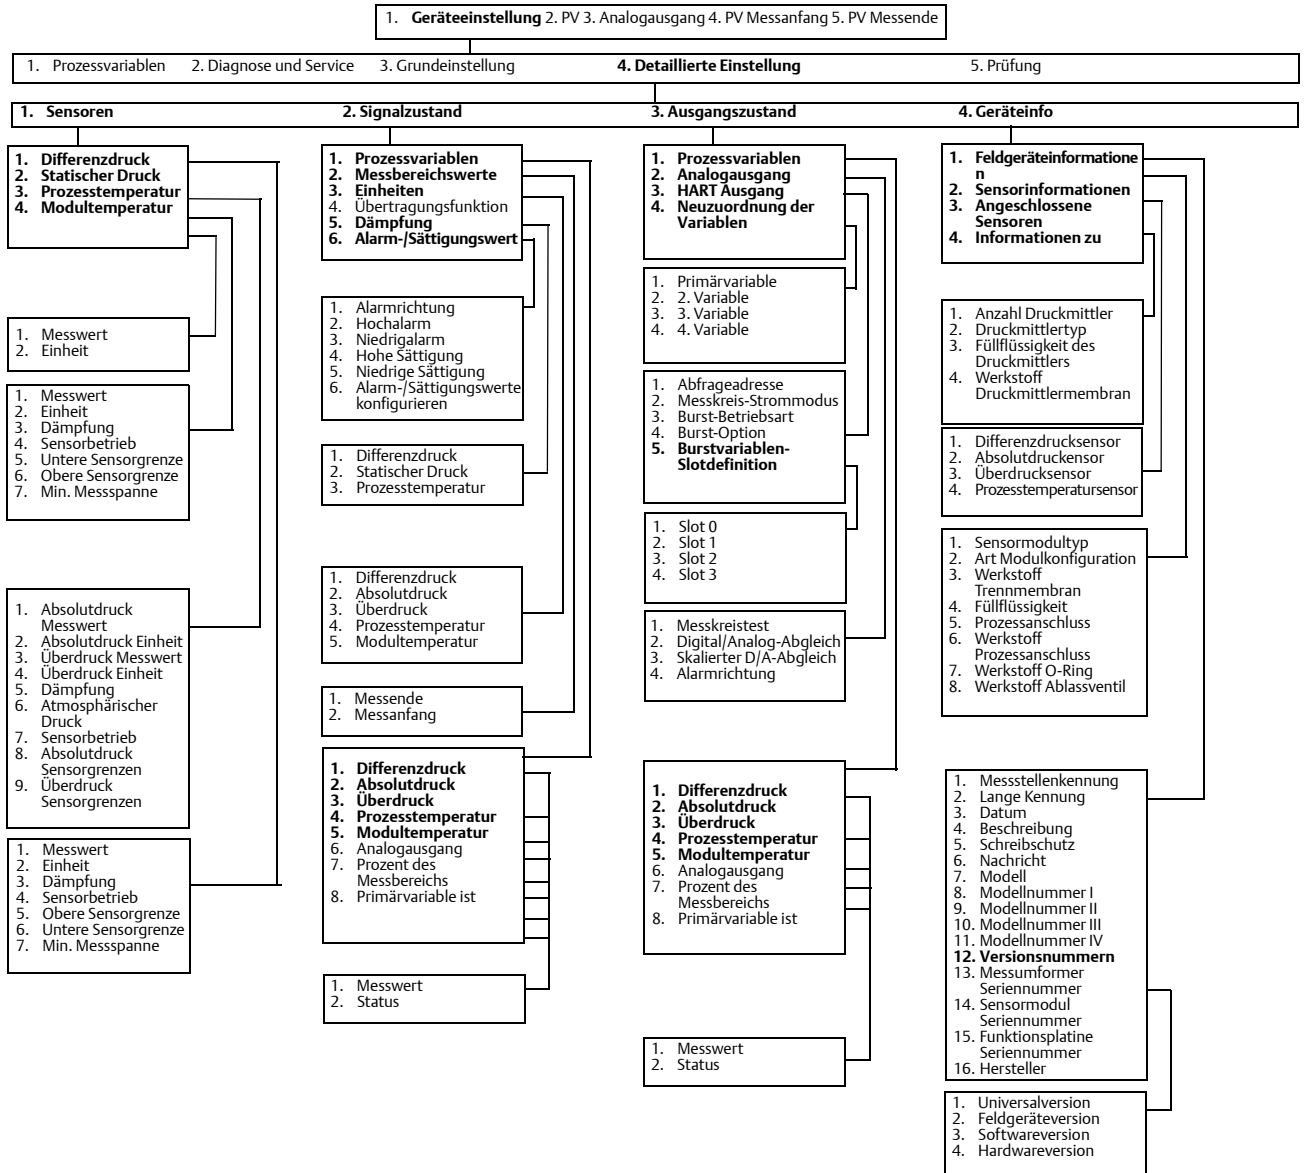 1. Geräteeinstellung 2. PV 3. Analogausgang 4. PV Messanfang 5. PV Messende
1. Prozessvariablen 2. Diagnose und Service 3. Grundeinstellung 4. Detaillierte Einstellung 5. Prüfung
1. Sensoren 2. Signalzustand 3. Ausgangszustand 4. Geräteinfo
1. Differenzdruck
2. Statischer Druck
3. Prozesstemperatur
4. Modultemperatur
1. Messwert
2. Einheit
1. Messwert
2. Einheit
3. Dämpfung
4. Sensorbetrieb
5. Untere Sensorgrenze
6. Obere Sensorgrenze
7. Min. Messspanne
1. Absolutdruck
Messwert
2. Absolutdruck Einheit
3. Überdruck Messwert
4. Überdruck Einheit
5. Dämpfung
6. Atmosphärischer
Druck
7. Sensorbetrieb
8. Absolutdruck
Sensorgrenzen
9. Überdruck
Sensorgrenzen
1. Messwert
2. Einheit
3. Dämpfung
4. Sensorbetrieb
5. Obere Sensorgrenze
6. Untere Sensorgrenze
7. Min. Messspanne
1. Prozessvariablen
2. Messbereichswerte
3. Einheiten
4. Übertragungsfunktion
5. Dämpfung
6. Alarm-/Sättigungswert
1. Alarmrichtung
2. Hochalarm
3. Niedrigalarm
4. Hohe Sättigung
5. Niedrige Sättigung
6. Alarm-/Sättigungswerte
konfigurieren
1. Differenzdruck
2. Statischer Druck
3. Prozesstemperatur
1. Differenzdruck
2. Absolutdruck
3. Überdruck
4. Prozesstemperatur
5. Modultemperatur
1. Messende
2. Messanfang
1. Differenzdruck
2. Absolutdruck
3. Überdruck
4. Prozesstemperatur
5. Modultemperatur
6. Analogausgang
7. Prozent des
Messbereichs
8. Primärvariable ist
1. Messwert
2. Status
1. Prozessvariablen
2. Analogausgang
3. HART Ausgang
4. Neuzuordnung der
Variablen
1. Primärvariable
2. 2. Variable
3. 3. Variable
4. 4. Variable
1. Abfrageadresse
2. Messkreis-Strommodus
3. Burst-Betriebsart
4. Burst-Option
5. Burstvariablen-
Slotdefinition
1. Slot 0
2. Slot 1
3. Slot 2
4. Slot 3
1. Messkreistest
2. Digital/Analog-Abgleich
3. Skalierter D/A-Abgleich
4. Alarmrichtung
1. Differenzdruck
2. Absolutdruck
3. Überdruck
4. Prozesstemperatur
5. Modultemperatur
6. Analogausgang
7. Prozent des
Messbereichs
8. Primärvariable ist
1. Messwert
2. Status
1. Feldgeräteinformatione
n
2. Sensorinformationen
3. Angeschlossene
Sensoren
4. Informationen zu
1. Anzahl Druckmittler
2. Druckmittlertyp
3. Füllflüssigkeit des
Druckmittlers
4. Werkstoff
Druckmittlermembran
1. Differenzdrucksensor
2. Absolutdruckensor
3. Überdrucksensor
4. Prozesstemperatursensor
1. Sensormodultyp
2. Art Modulkonfiguration
3. Werkstoff
Trennmembran
4. Füllflüssigkeit
5. Prozessanschluss
6. Werkstoff
Prozessanschluss
7. Werkstoff O-Ring
8. Werkstoff Ablassventil
1. Messstellenkennung
2. Lange Kennung
3. Datum
4. Beschreibung
5. Schreibschutz
6. Nachricht
7. Modell
8. Modellnummer I
9. Modellnummer II
10. Modellnummer III
11. Modellnummer IV
12. Versionsnummern
13. Messumformer
Seriennummer
14. Sensormodul
Seriennummer
15. Funktionsplatine
Seriennummer
16. Hersteller
1. Universalversion
2. Feldgeräteversion
3. Softwareversion
4. Hardwareversion